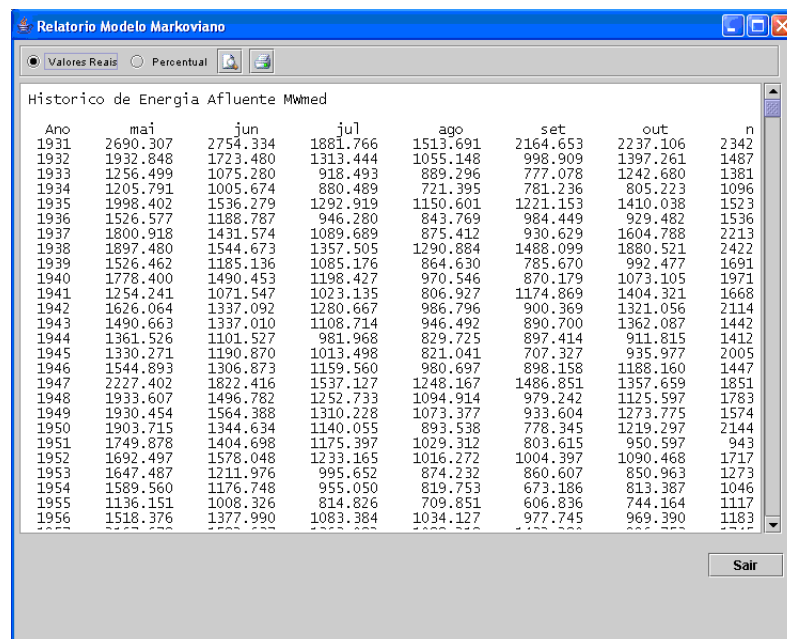 Relatorio Modelo Markoviano
Valores Reais Percentual
Historico de Energia Afluente MWmed
Ano mai jun jul ago set out n
1931 2690.307 2754.334 1881.766 1513.691 2164.653 2237.106 2342
1932 1932.848 1723.480 1313.444 1055.148 998.909 1397.261 1487
1933 1256.499 1075.280 918.493 889.296 777.078 1242.680 1381
1934 1205.791 1005.674 880.489 721.395 781.236 805.223 1096
1935 1998.402 1536.279 1292.919 1150.601 1221.153 1410.038 1523
1936 1526.577 1188.787 946.280 843.769 984.449 929.482 1536
1937 1800.918 1431.574 1089.689 875.412 930.629 1604.788 2213
1938 1897.480 1544.673 1357.505 1290.884 1488.099 1880.521 2422
1939 1526.462 1185.136 1085.176 864.630 785.670 992.477 1691
1940 1778.400 1490.453 1198.427 970.546 870.179 1073.105 1971
1941 1254.241 1071.547 1023.135 806.927 1174.869 1404.321 1668
1942 1626.064 1337.092 1280.667 986.796 900.369 1321.056 2114
1943 1490.663 1337.010 1108.714 946.492 890.700 1362.087 1442
1944 1361.526 1101.527 981.968 829.725 897.414 911.815 1412
1945 1330.271 1190.870 1013.498 821.041 707.327 935.977 2005
1946 1544.893 1306.873 1159.560 980.697 898.158 1188.160 1447
1947 2227.402 1822.416 1537.127 1248.167 1486.851 1357.659 1851
1948 1933.607 1496.782 1252.733 1094.914 979.242 1125.597 1783
1949 1930.454 1564.388 1310.228 1073.377 933.604 1273.775 1574
1950 1903.715 1344.634 1140.055 893.538 778.345 1219.297 2144
1951 1749.878 1404.698 1175.397 1029.312 803.615 950.597 943
1952 1692.497 1578.048 1233.165 1016.272 1004.397 1090.468 1717
1953 1647.487 1211.976 995.652 874.232 860.607 850.963 1273
1954 1589.560 1176.748 955.050 819.753 673.186 813.387 1046
1955 1136.151 1008.326 814.826 709.851 606.836 744.164 1117
1956 1518.376 1377.990 1083.384 1034.127 977.745 969.390 1183
Sair